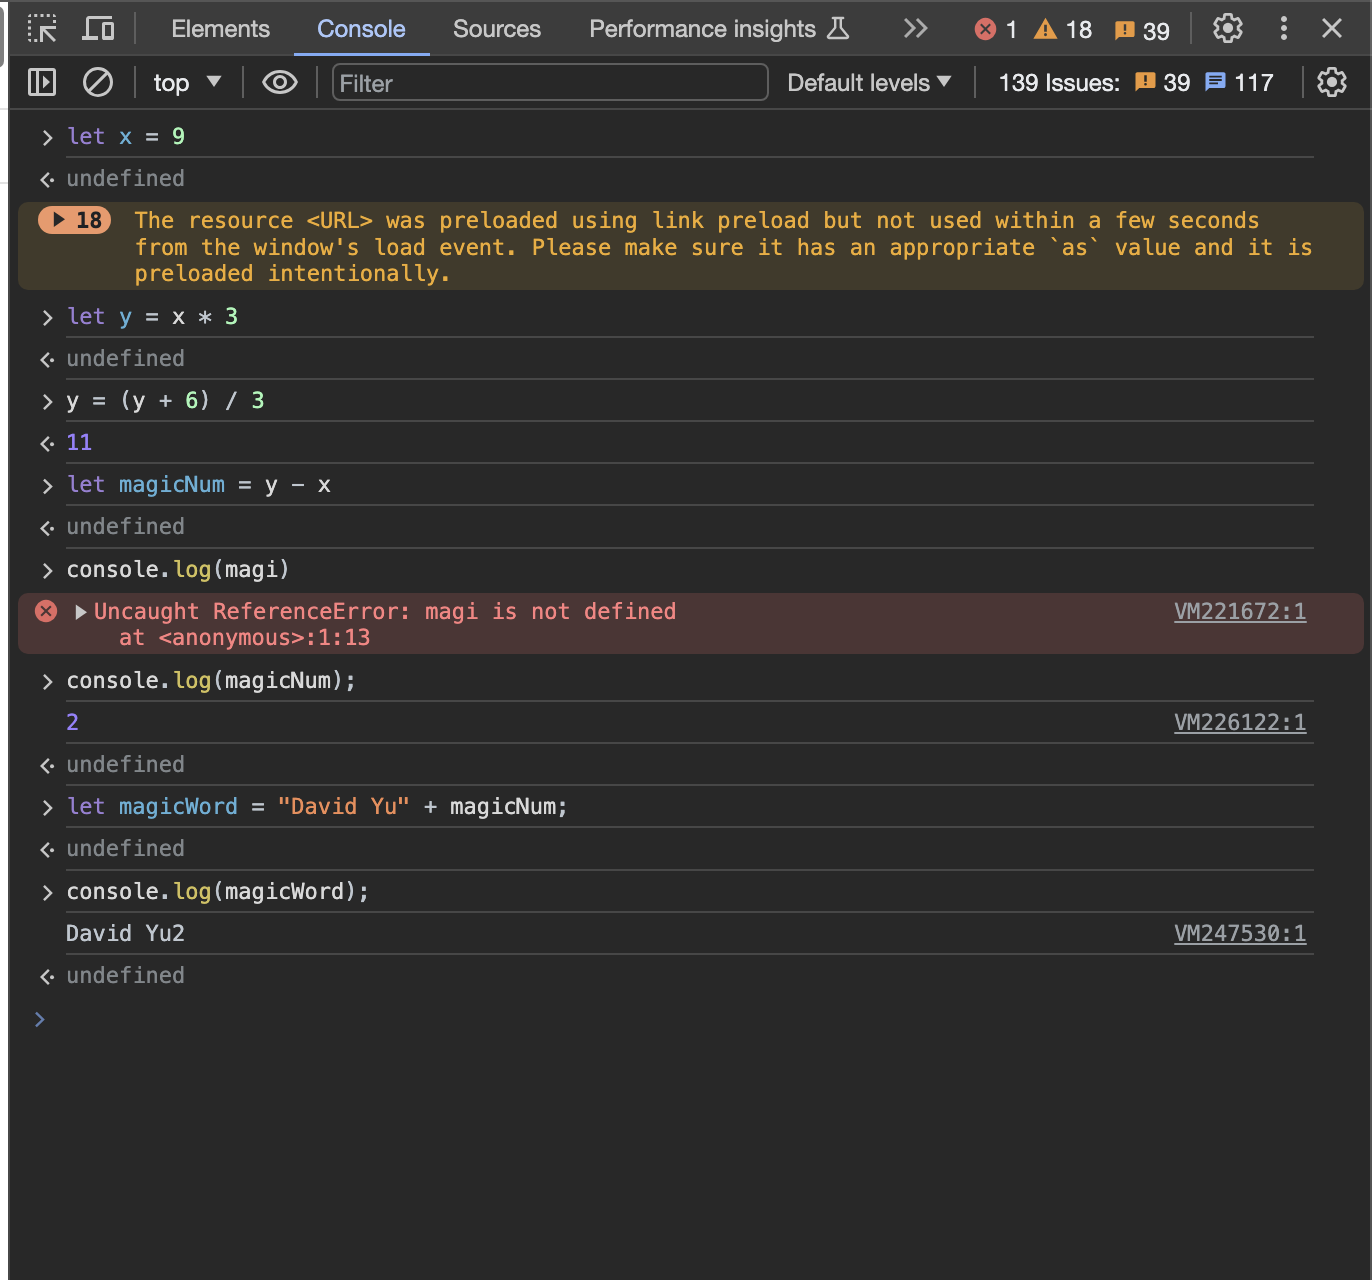 Elements Console Sources Performance insights 1 18 39
top Filter Default levels 139 Issues: 39 117
let x = 9
undefined
18 The resource <URL> was preloaded using link preload but not used within a few seconds
from the window's load event. Please make sure it has an appropriate `as` value and it is
preloaded intentionally.
let y = x * 3
undefined
y = (y + 6) / 3
11
let magicNum = y - x
undefined
console.log(magi)
Uncaught ReferenceError: magi is not defined VM221672:1
at <anonymous>:1:13
console.log(magicNum);
2 VM226122:1
undefined
let magicWord = "David Yu" + magicNum;
undefined
console.log(magicWord);
David Yu2 VM247530:1
undefined